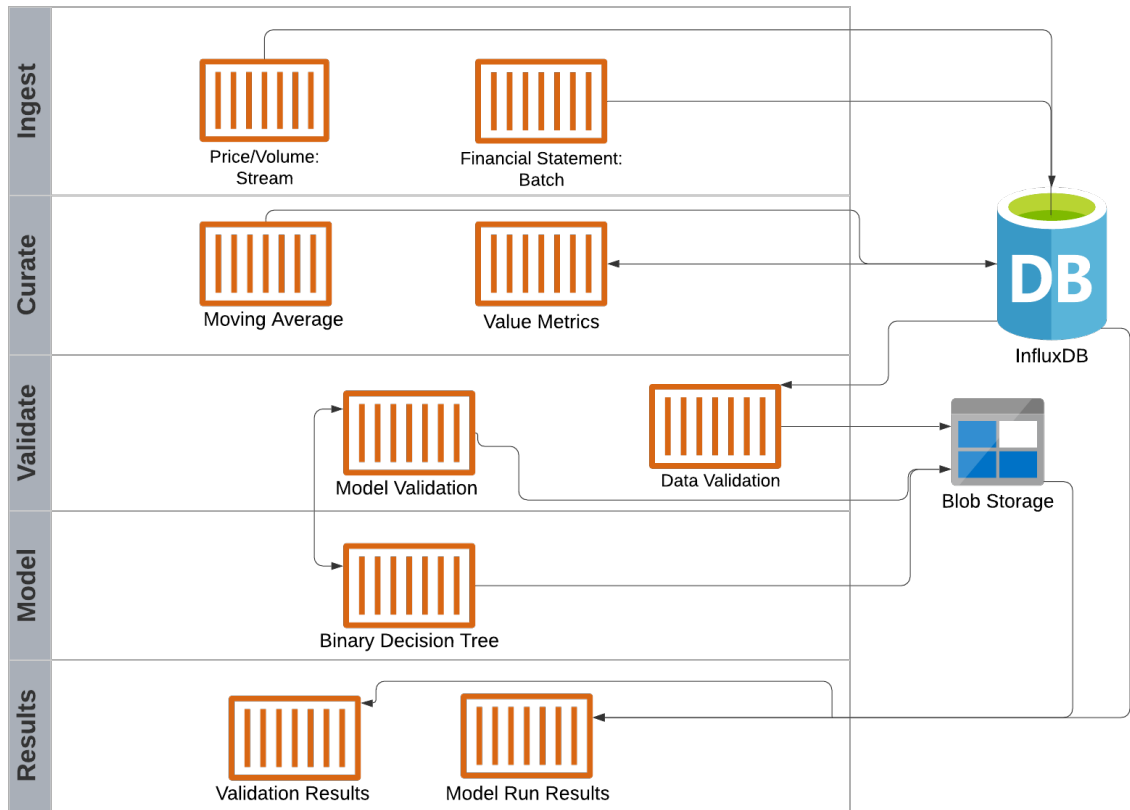 Ingest
Price/Volume:
Stream
Financial Statement:
Batch
Curate
Moving Average
Value Metrics
DB
InfluxDB
Validate
Model Validation
Data Validation
Blob Storage
Model
Binary Decision Tree
Results
Validation Results
Model Run Results